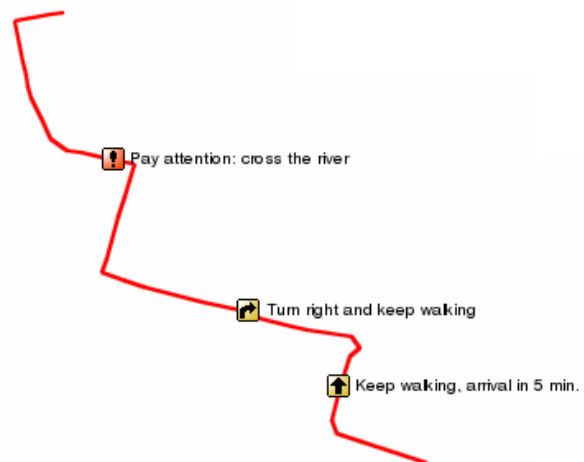 Pay attention: cross the river
Turn right and keep walking
Keep walking, arrival in 5 min.